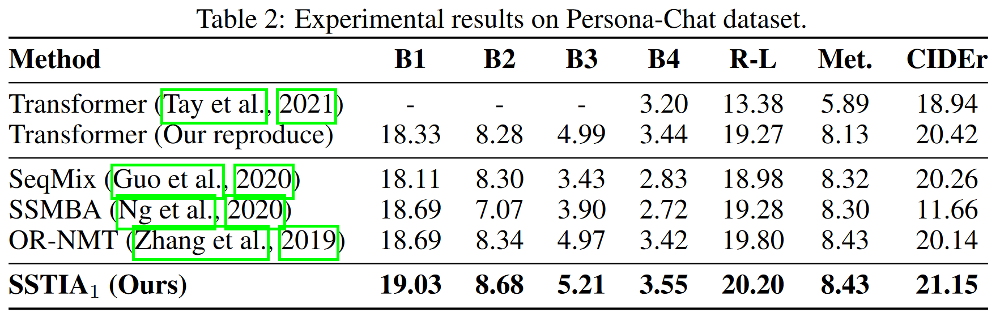 Table 2: Experimental results on Persona-Chat dataset.
Method B1 B2 B3 B4 R-L Met. CIDEr
Transformer (Tay et al., 2021) - - - 3.20 13.38 5.89 18.94
Transformer (Our reproduce) 18.33 8.28 4.99 3.44 19.27 8.13 20.42
SeqMix (Guo et al., 2020) 18.11 8.30 3.43 2.83 18.98 8.32 20.26
SSMBA (Ng et al., 2020) 18.69 7.07 3.90 2.72 19.28 8.30 11.66
OR-NMT (Zhang et al., 2019) 18.69 8.34 4.97 3.42 19.80 8.43 20.14
SSTIA₁ (Ours) 19.03 8.68 5.21 3.55 20.20 8.43 21.15